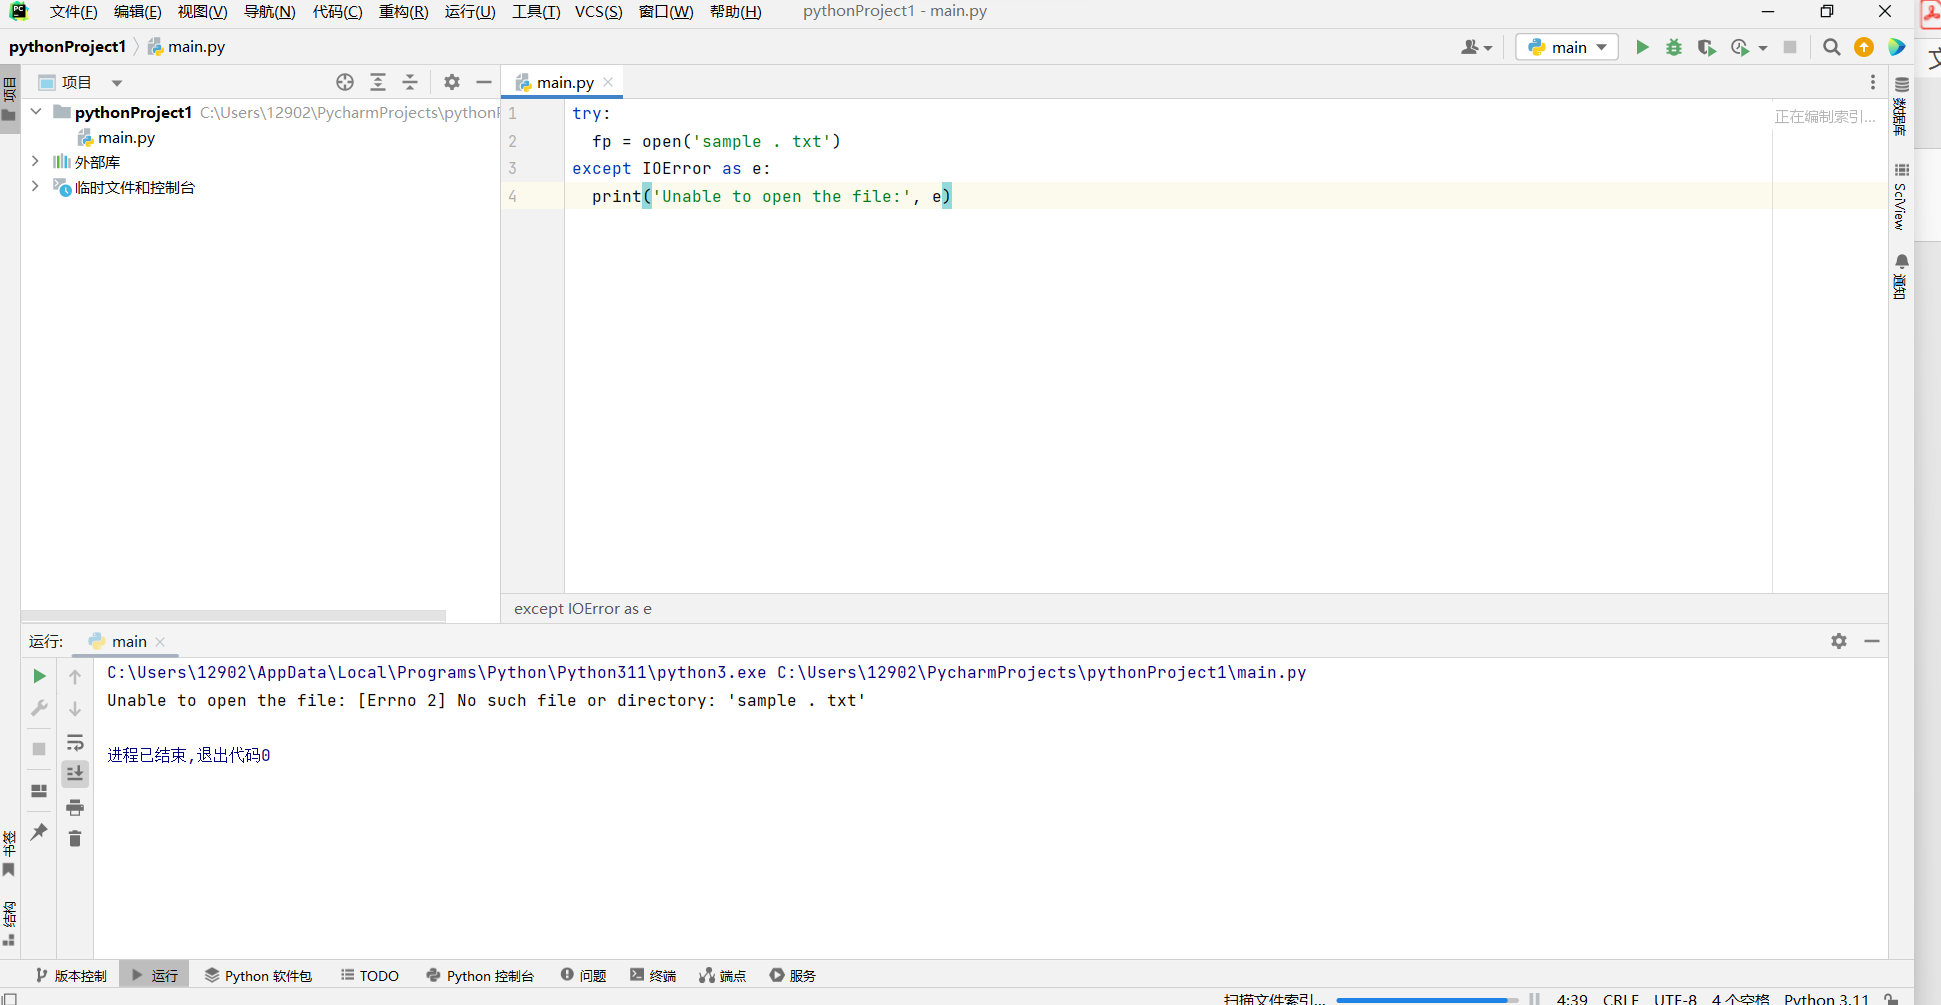 文件(F) 编辑(E) 视图(V) 导航(N) 代码(C) 重构(R) 运行(U) 工具(T) VCS(S) 窗口(W) 帮助(H) pythonProject1 - main.py
pythonProject1 main.py
main
项目
项目
main.py
pythonProject1 C:\Users\12902\PycharmProjects\python
main.py
外部库
临时文件和控制台
1 try:
2 fp = open('sample . txt')
3 except IOError as e:
4 print('Unable to open the file:', e)
正在编制索引...
数据库
SciView
通知
except IOError as e
运行: main
C:\Users\12902\AppData\Local\Programs\Python\Python311\python3.exe C:\Users\12902\PycharmProjects\pythonProject1\main.py
Unable to open the file: [Errno 2] No such file or directory: 'sample . txt'
进程已结束,退出代码0
书签
结构
版本控制 运行 Python 软件包 TODO Python 控制台 问题 终端 端点 服务
扫描文件索引... 4:39 CRLF UTF-8 4 个空格 Python 3.11